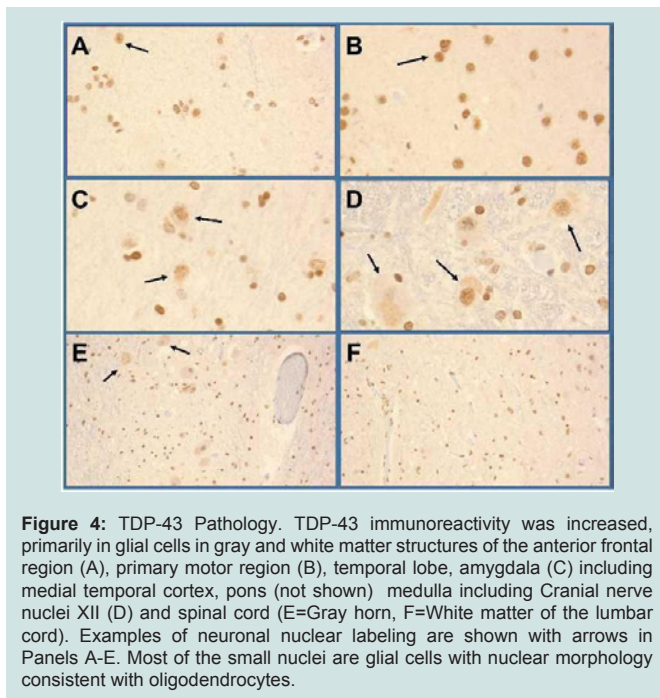 A
B
C
D
E
F
Figure 4: TDP-43 Pathology. TDP-43 immunoreactivity was increased,
primarily in glial cells in gray and white matter structures of the anterior frontal
region (A), primary motor region (B), temporal lobe, amygdala (C) including
medial temporal cortex, pons (not shown) medulla including Cranial nerve
nuclei XII (D) and spinal cord (E=Gray horn, F=White matter of the lumbar
cord). Examples of neuronal nuclear labeling are shown with arrows in
Panels A-E. Most of the small nuclei are glial cells with nuclear morphology
consistent with oligodendrocytes.